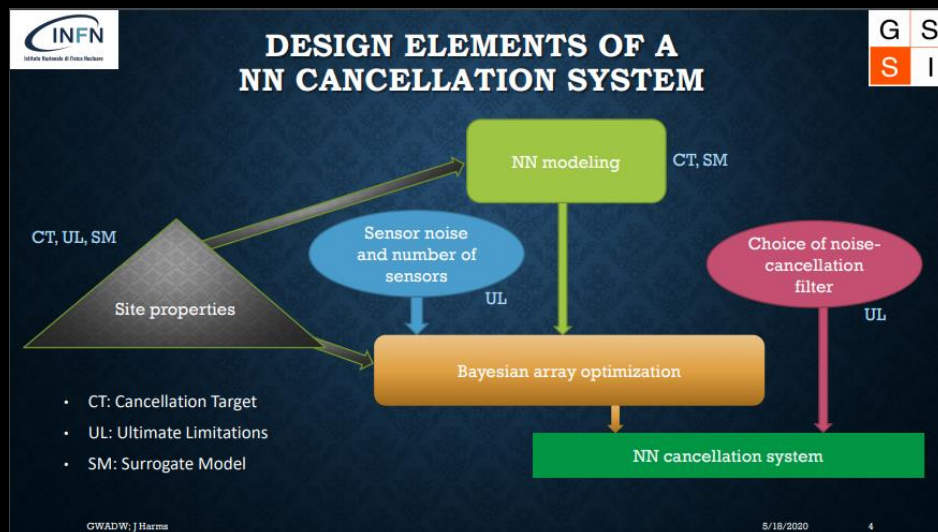 INFN
Istituto Nazionale di Fisica Nucleare
DESIGN ELEMENTS OF A
NN CANCELLATION SYSTEM
G S
S I
NN modeling
CT, SM
CT, UL, SM
Sensor noise
and number of
sensors
UL
Choice of noise-
cancellation
filter
UL
Site properties
Bayesian array optimization
• CT: Cancellation Target
• UL: Ultimate Limitations
• SM: Surrogate Model
NN cancellation system
GWADW; J Harms
5/18/2020
4